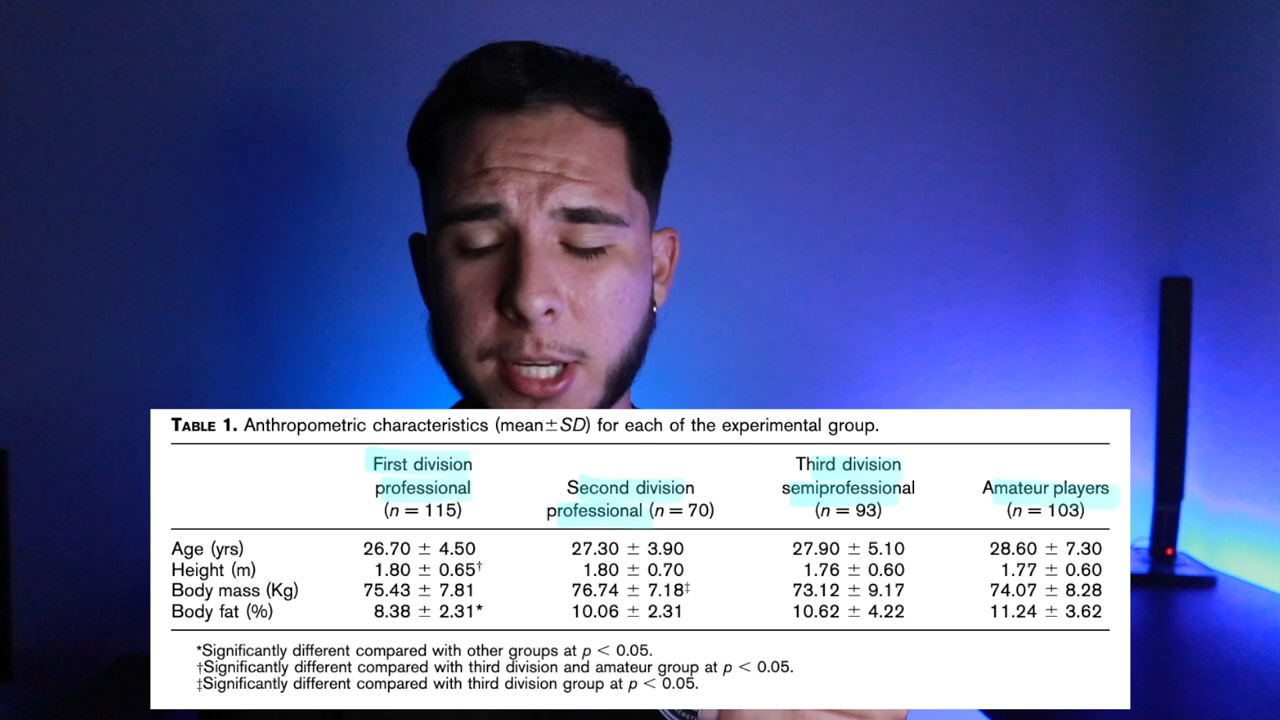 TABLE 1. Anthropometric characteristics (mean±SD) for each of the experimental group.
First division professional (n = 115) Second division professional (n = 70) Third division semiprofessional (n = 93) Amateur players (n = 103)
Age (yrs) 26.70 ± 4.50 27.30 ± 3.90 27.90 ± 5.10 28.60 ± 7.30
Height (m) 1.80 ± 0.65† 1.80 ± 0.70 1.76 ± 0.60 1.77 ± 0.60
Body mass (Kg) 75.43 ± 7.81 76.74 ± 7.18‡ 73.12 ± 9.17 74.07 ± 8.28
Body fat (%) 8.38 ± 2.31* 10.06 ± 2.31 10.62 ± 4.22 11.24 ± 3.62
*Significantly different compared with other groups at p < 0.05.
†Significantly different compared with third division and amateur group at p < 0.05.
‡Significantly different compared with third division group at p < 0.05.